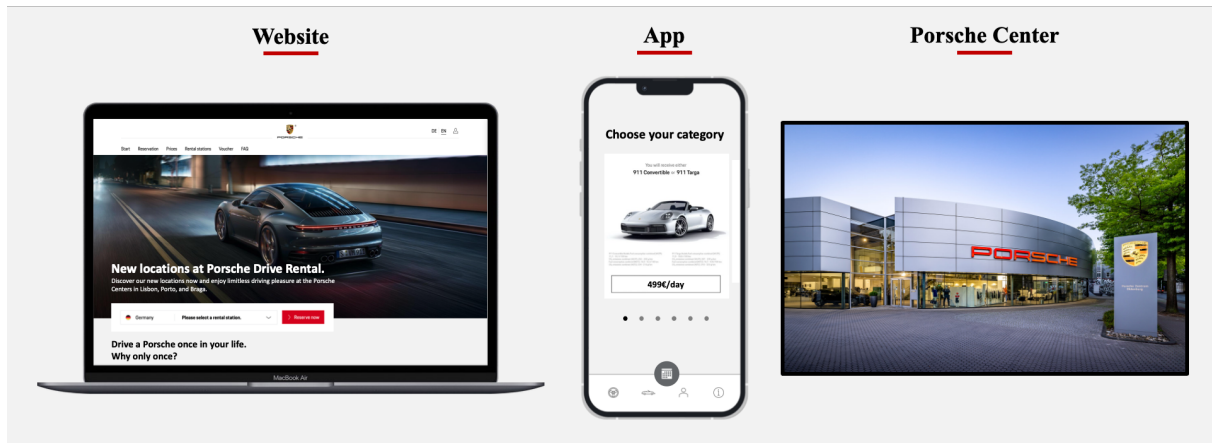 Website
App
Porsche Center
PORSCHE
DE EN
Start Reservation Prices Rental stations Voucher FAQ
New locations at Porsche Drive Rental.
Discover our new locations now and enjoy limitless driving pleasure at the Porsche
Centers in Lisbon, Porto, and Braga.
Germany Please select a rental station. Reserve now
Drive a Porsche once in your life.
Why only once?
MacBook Air
Choose your category
You will receive either
911 Convertible or 911 Targa
499€/day
PORSCHE